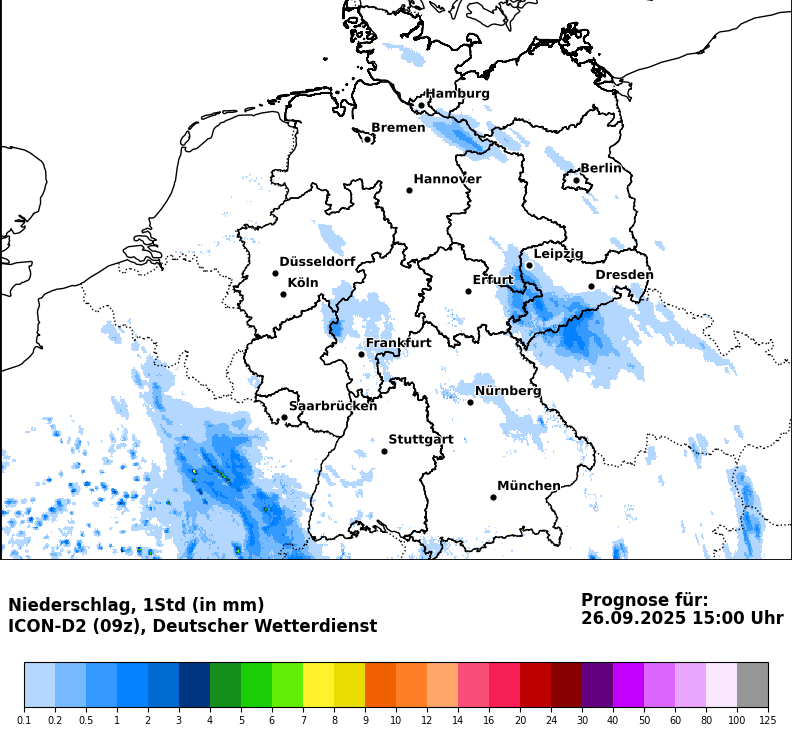 Hamburg
Bremen
Berlin
Hannover
Leipzig
Düsseldorf
Dresden
Köln
Erfurt
Frankfurt
Nürnberg
Saarbrücken
Stuttgart
München
Niederschlag, 1Std (in mm)
ICON-D2 (09z), Deutscher Wetterdienst
Prognose für:
26.09.2025 15:00 Uhr
0.1 0.2 0.5 1 2 3 4 5 6 7 8 9 10 12 14 16 20 24 30 40 50 60 80 100 125